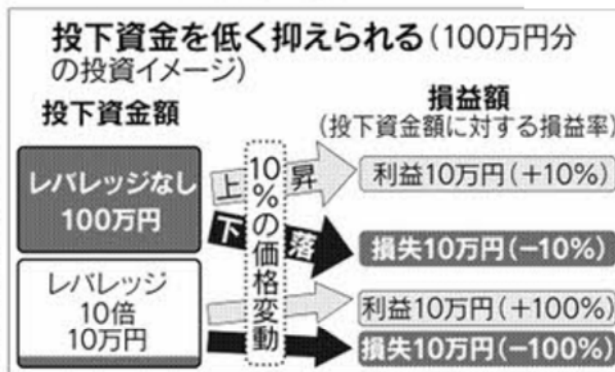 投下資金を低く抑えられる(100万円分
の投資イメージ)
投下資金額
損益額
(投下資金額に対する損益率)
レバレッジなし
100万円
上昇
利益10万円(+10%)
10%の価格変動
下落
損失10万円(−10%)
レバレッジ
10倍
10万円
利益10万円(+100%)
損失10万円(−100%)